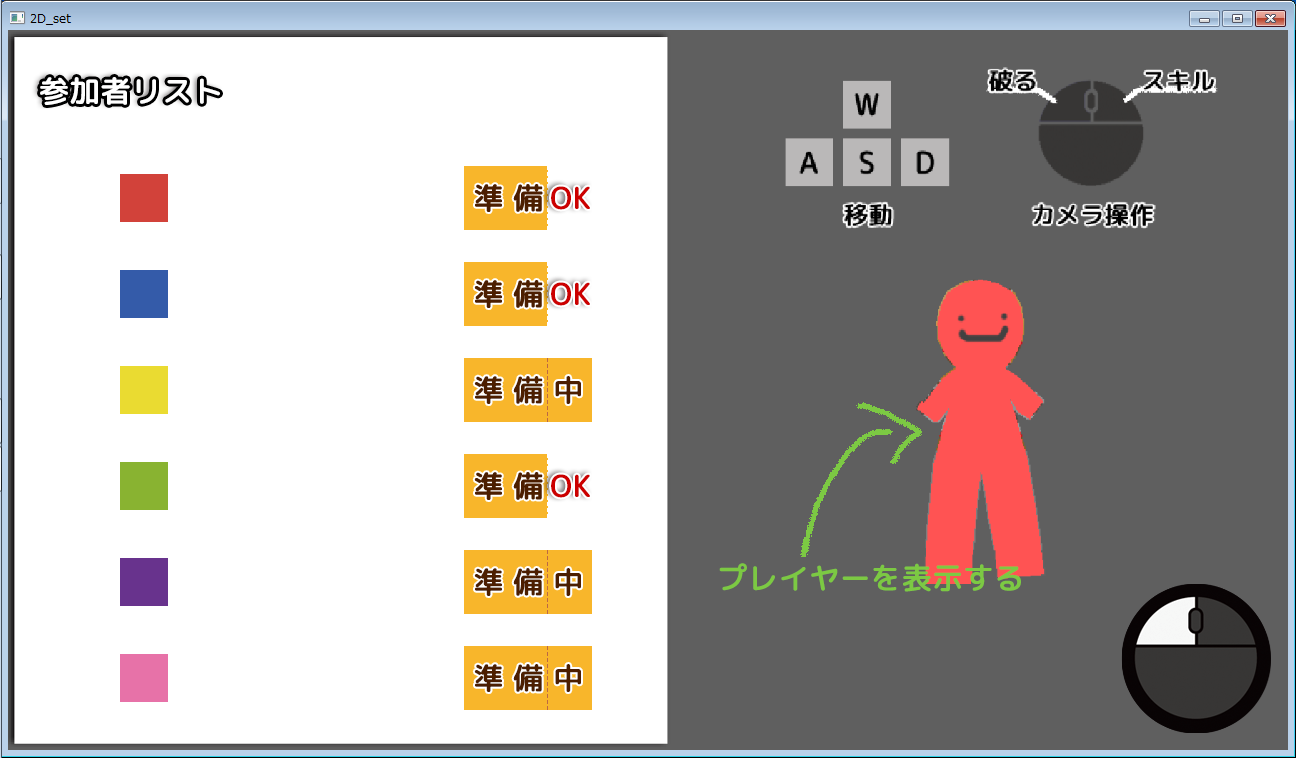 2D_set
参加者リスト
準備OK
準備OK
準備中
準備OK
準備中
準備中
W
A S D
移動
破る
スキル
カメラ操作
プレイヤーを表示する